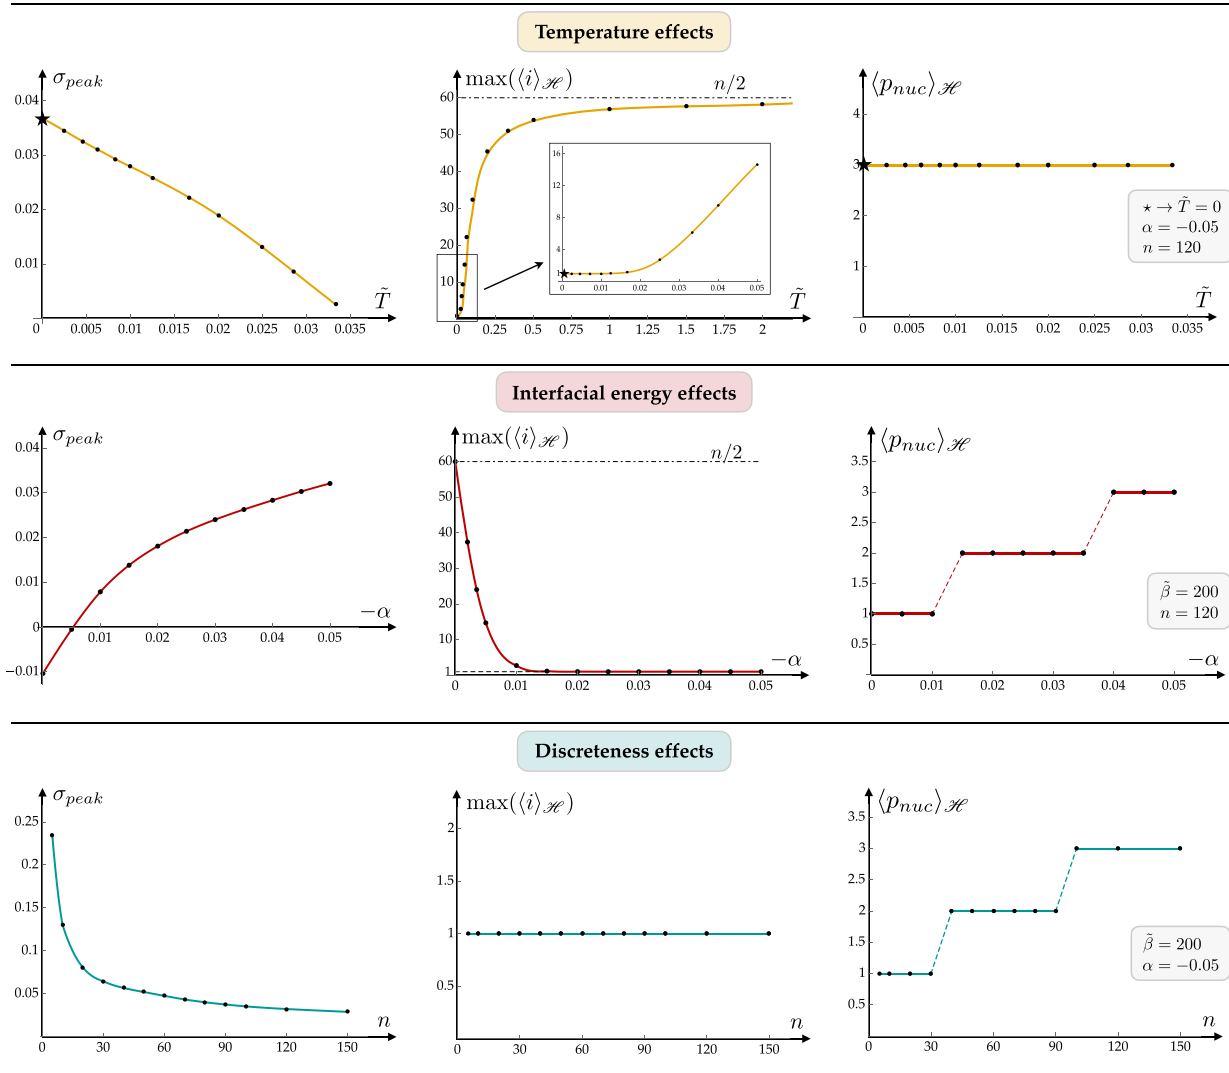 Temperature effects
σ_peak
0.04
0.03
0.02
0.01
0 0.005 0.01 0.015 0.02 0.025 0.03 0.035
T̃
max(⟨i⟩_ℋ)
n/2
60
50
40
30
20
10
0 0.25 0.5 0.75 1 1.25 1.5 1.75 2
T̃
16
12
8
4
1
0 0.01 0.02 0.03 0.04 0.05
⟨p_nuc⟩_ℋ
4
3
2
1
0 0.005 0.01 0.015 0.02 0.025 0.03 0.035
T̃
⋆ → T̃ = 0
α = −0.05
n = 120
Interfacial energy effects
σ_peak
0.04
0.03
0.02
0.01
0
−0.01
0.01 0.02 0.03 0.04 0.05
−α
max(⟨i⟩_ℋ)
n/2
60
50
40
30
20
10
1
0 0.01 0.02 0.03 0.04 0.05
−α
⟨p_nuc⟩_ℋ
3.5
3
2.5
2
1.5
1
0.5
0 0.01 0.02 0.03 0.04 0.05
−α
β̃ = 200
n = 120
Discreteness effects
σ_peak
0.25
0.2
0.15
0.1
0.05
0 30 60 90 120 150
n
max(⟨i⟩_ℋ)
2
1.5
1
0.5
0 30 60 90 120 150
n
⟨p_nuc⟩_ℋ
3.5
3
2.5
2
1.5
1
0.5
0 30 60 90 120 150
n
β̃ = 200
α = −0.05